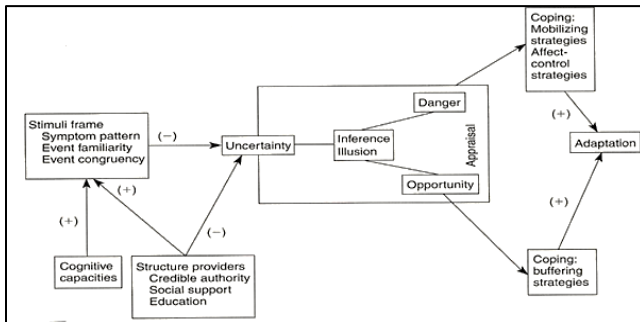 Coping:
Mobilizing
strategies
Affect-
control
strategies
Danger
Stimuli frame
Symptom pattern
Event familiarity
Event congruency
(−)
Uncertainty
Inference
Illusion
Appraisal
(+)
Adaptation
Opportunity
(+)
(+)
(−)
(+)
Cognitive
capacities
Structure providers
Credible authority
Social support
Education
Coping:
buffering
strategies